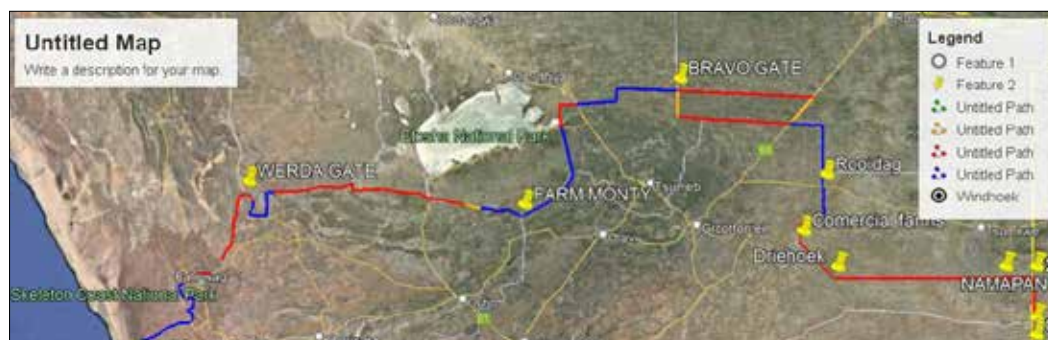 Untitled Map
Write a description for your map.
Legend
Feature 1
Feature 2
Untitled Path
Untitled Path
Untitled Path
Untitled Path
Windhoek
BRAVO GATE
Etosha National Park
WERDA GATE
FARM MONTY
Tsumeb
Rooidag
Grootfontein
Driehoek
NAMAPAN
Skeleton Coast National Park